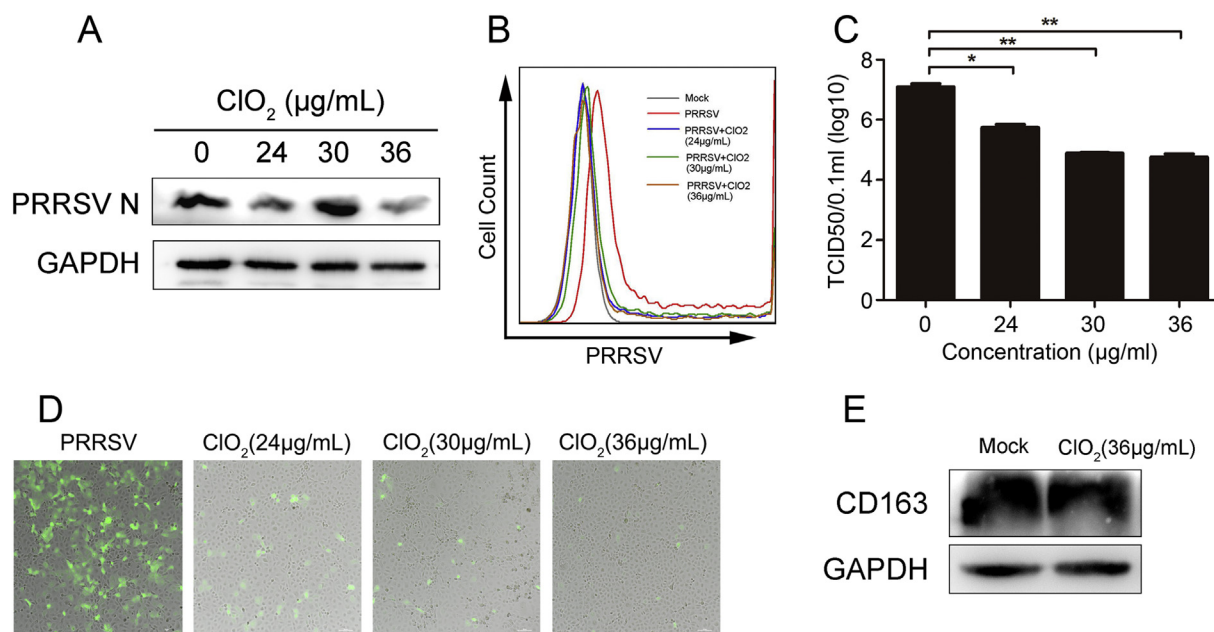 A
ClO₂ (µg/mL)
0 24 30 36
PRRSV N
GAPDH
B
Cell Count
Mock
PRRSV
PRRSV+ClO2
(24µg/mL)
PRRSV+ClO2
(30µg/mL)
PRRSV+ClO2
(36µg/mL)
PRRSV
C
**
**
*
TCID50/0.1ml (log10)
8
6
4
2
0
0 24 30 36
Concentration (µg/ml)
D
PRRSV ClO₂(24µg/mL) ClO₂(30µg/mL) ClO₂(36µg/mL)
E
Mock ClO₂(36µg/mL)
CD163
GAPDH